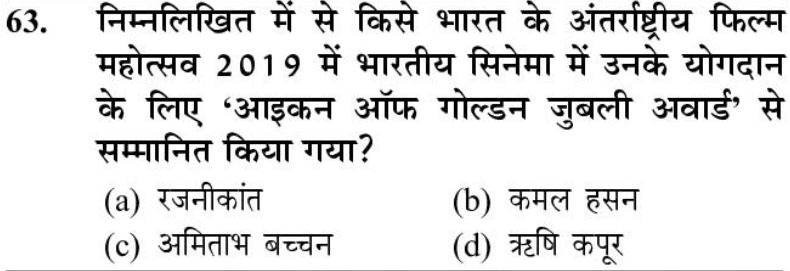 63. निम्नलिखित में से किसे भारत के अंतर्राष्ट्रीय फिल्म
महोत्सव 2019 में भारतीय सिनेमा में उनके योगदान
के लिए ‘आइकन ऑफ गोल्डन जुबली अवार्ड’ से
सम्मानित किया गया?
(a) रजनीकांत (b) कमल हसन
(c) अमिताभ बच्चन (d) ऋषि कपूर